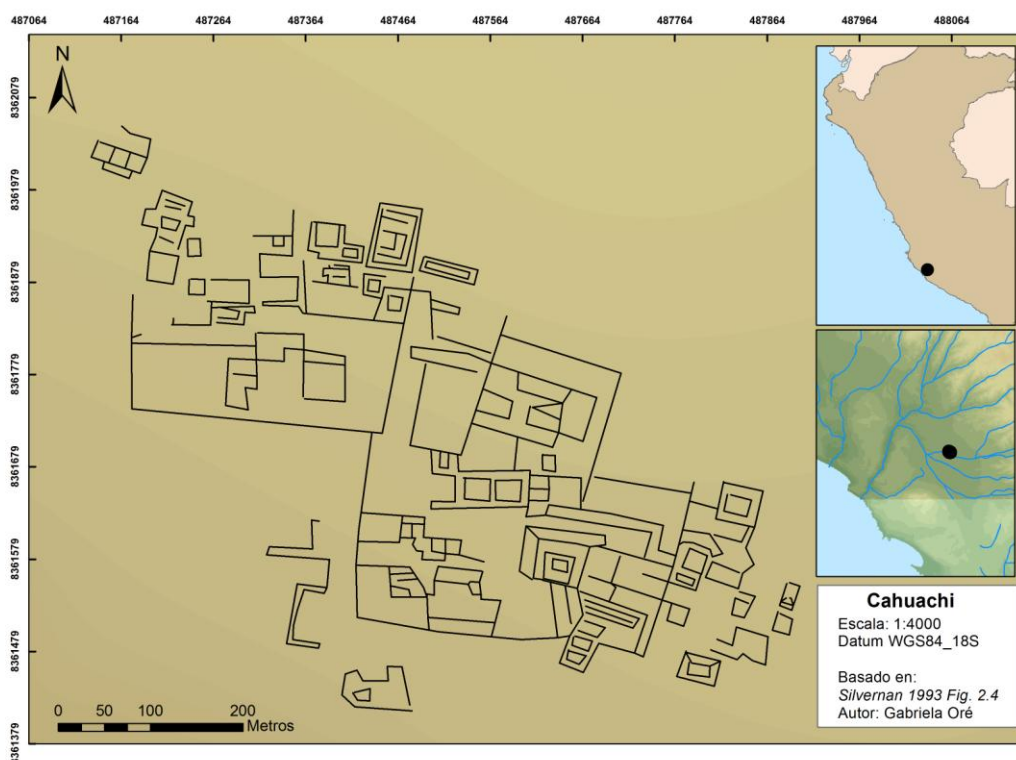 487064 487164 487264 487364 487464 487564 487664 487764 487864 487964 488064
8362079
8361979
8361879
8361779
8361679
8361579
8361479
8361379
N
0 25 50 100 200
Metros
Cahuachi
Escala: 1:4000
Datum WGS84_18S
Basado en:
Silvernan 1993 Fig. 2.4
Autor: Gabriela Oré